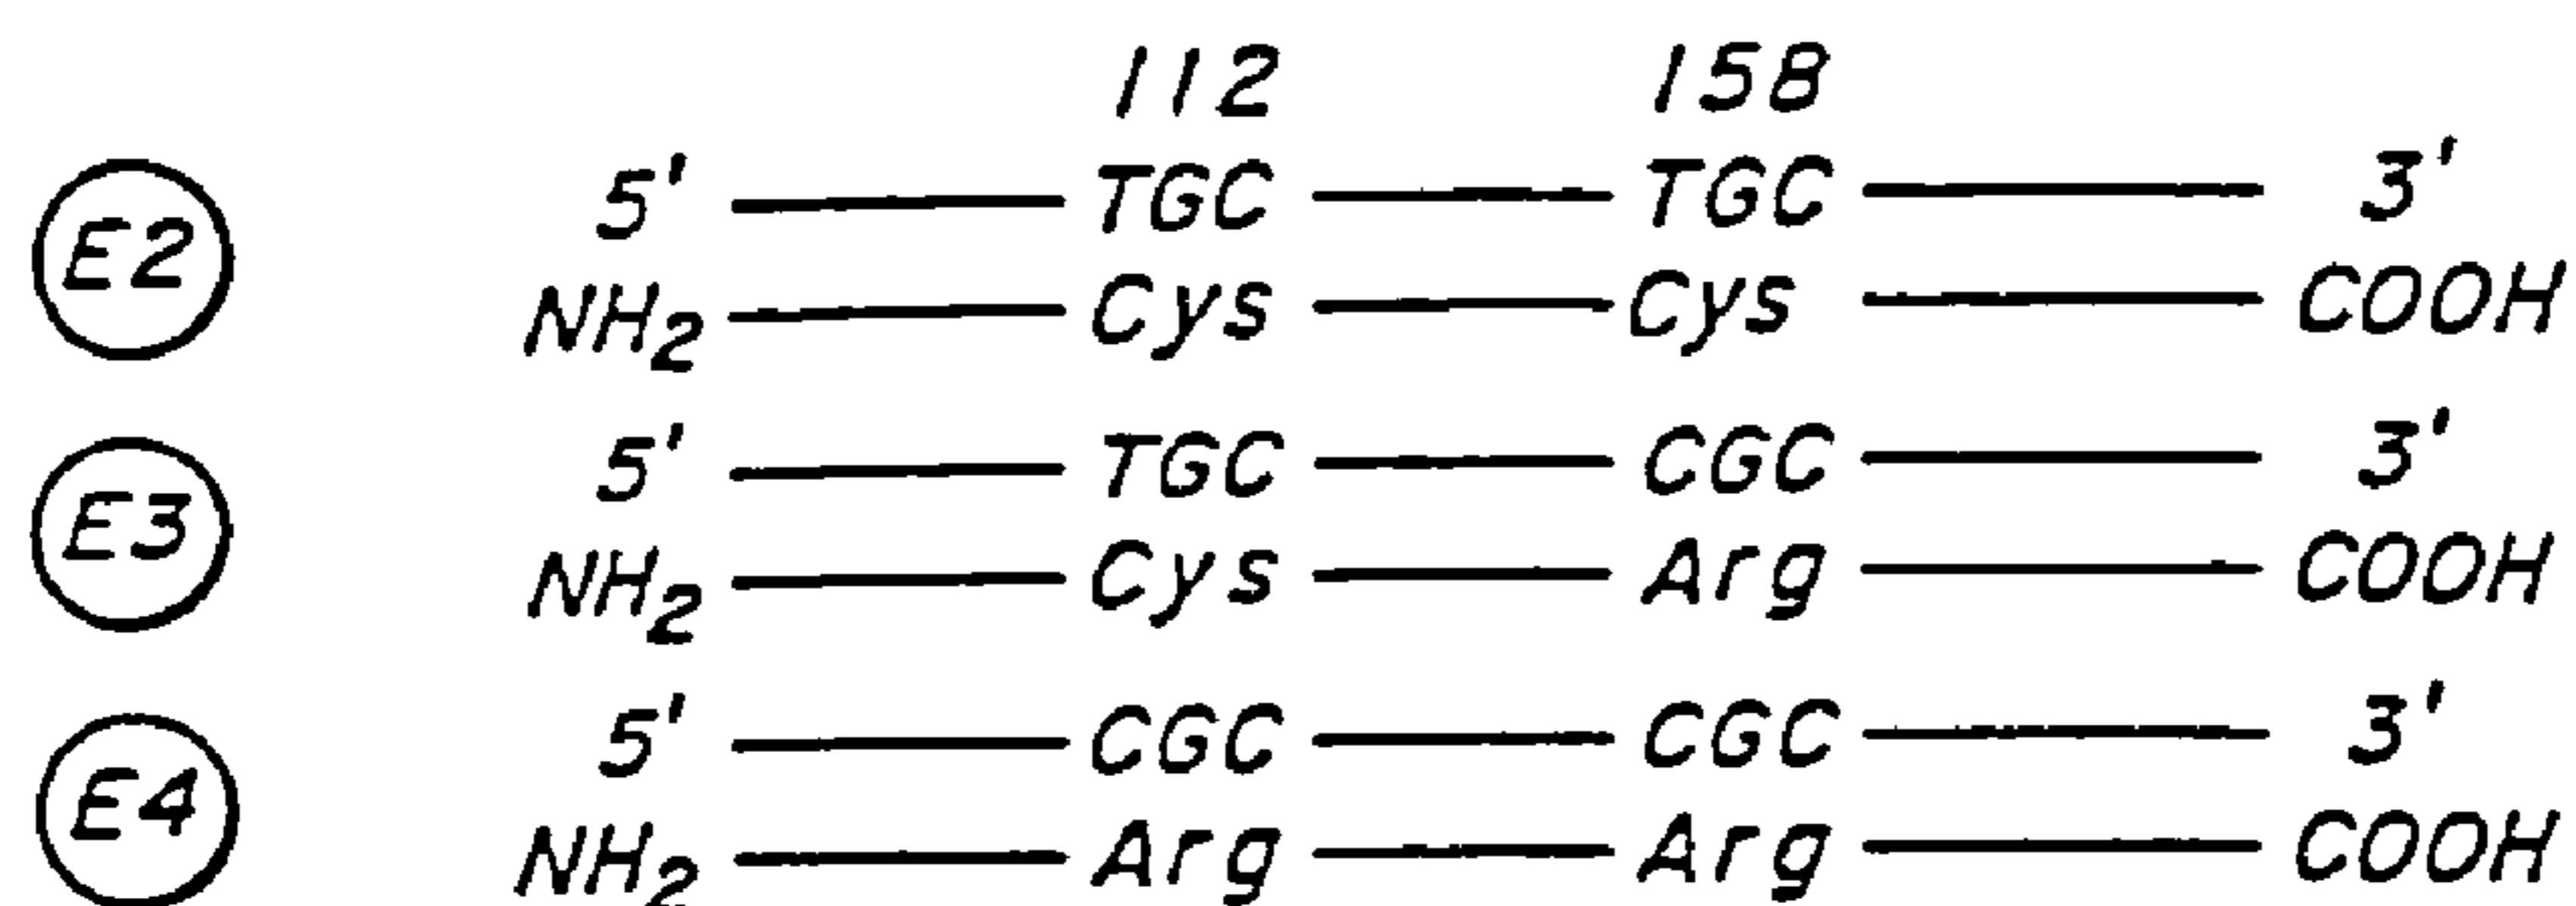 112 158
5' TGC TGC 3'
E2
NH2 Cys Cys COOH
5' TGC CGC 3'
E3
NH2 Cys Arg COOH
5' CGC CGC 3'
E4
NH2 Arg Arg COOH